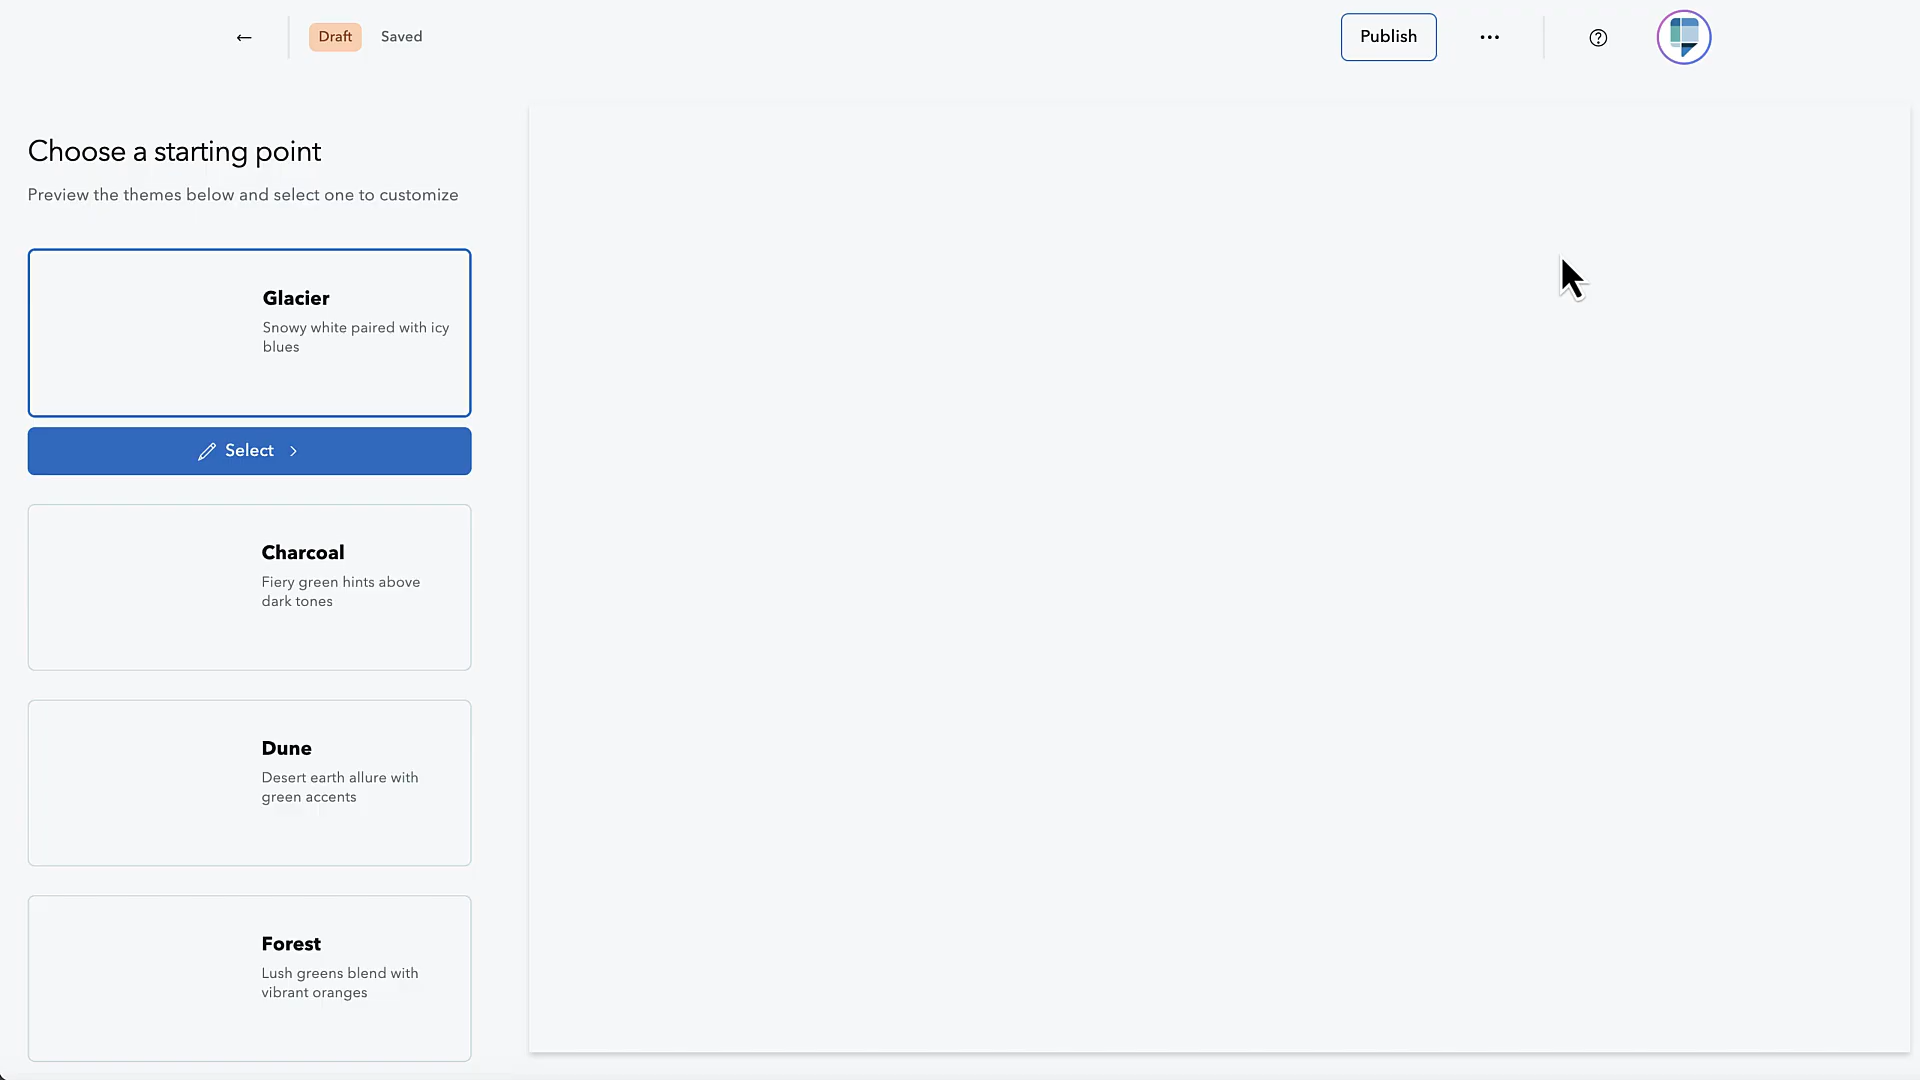 Draft
Saved
Publish
Choose a starting point
Preview the themes below and select one to customize
Glacier
Snowy white paired with icy
blues
Select
Charcoal
Fiery green hints above
dark tones
Dune
Desert earth allure with
green accents
Forest
Lush greens blend with
vibrant oranges